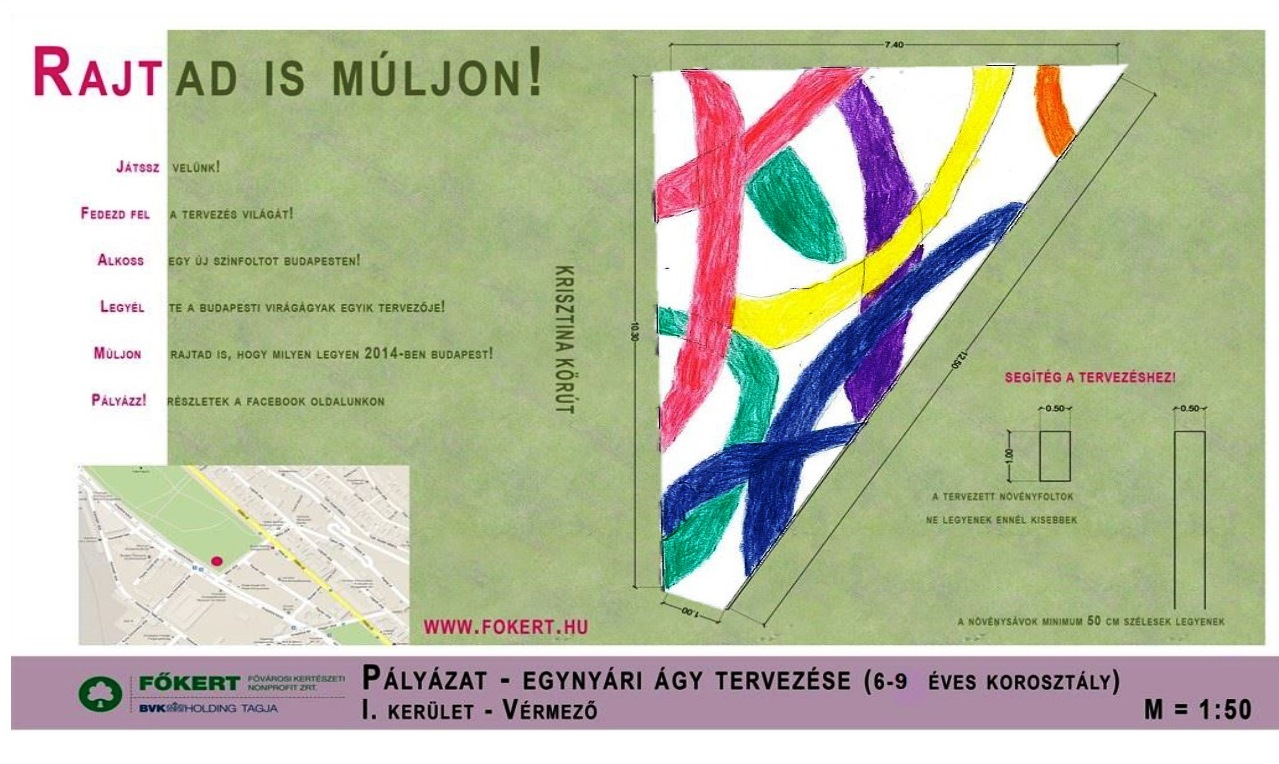 RAJTAD IS MÚLJON!
JÁTSSZ VELÜNK!
FEDEZD FEL A TERVEZÉS VILÁGÁT!
ALKOSS EGY ÚJ SZÍNFOLTOT BUDAPESTEN!
LEGYÉL TE A BUDAPESTI VIRÁGÁGYAK EGYIK TERVEZŐJE!
MÚLJON RAJTAD IS, HOGY MILYEN LEGYEN 2014-BEN BUDAPEST!
PÁLYÁZZ! RÉSZLETEK A FACEBOOK OLDALUNKON
WWW.FOKERT.HU
KRISZTINA KÖRÚT
7.40
10.30
12.50
1.00
SEGÍTÉG A TERVEZÉSHEZ!
0.50
1.00
0.50
A TERVEZETT NÖVÉNYFOLTOK
NE LEGYENEK ENNÉL KISEBBEK
A NÖVÉNYSÁVOK MINIMUM 50 CM SZÉLESEK LEGYENEK
FŐKERT FŐVÁROSI KERTÉSZETI
NONPROFIT ZRT.
BVK HOLDING TAGJA
PÁLYÁZAT - EGYNYÁRI ÁGY TERVEZÉSE (6-9 ÉVES KOROSZTÁLY)
I. KERÜLET - VÉRMEZŐ
M = 1:50